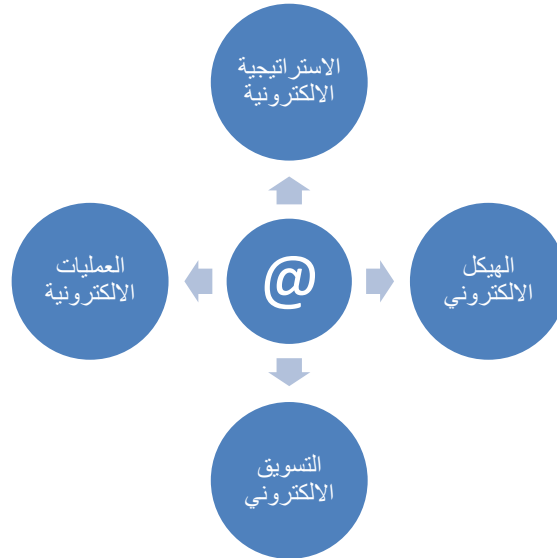 الاستراتيجية
الالكترونية
الهيكل
الالكتروني
@
العمليات
الالكترونية
التسويق
الالكتروني